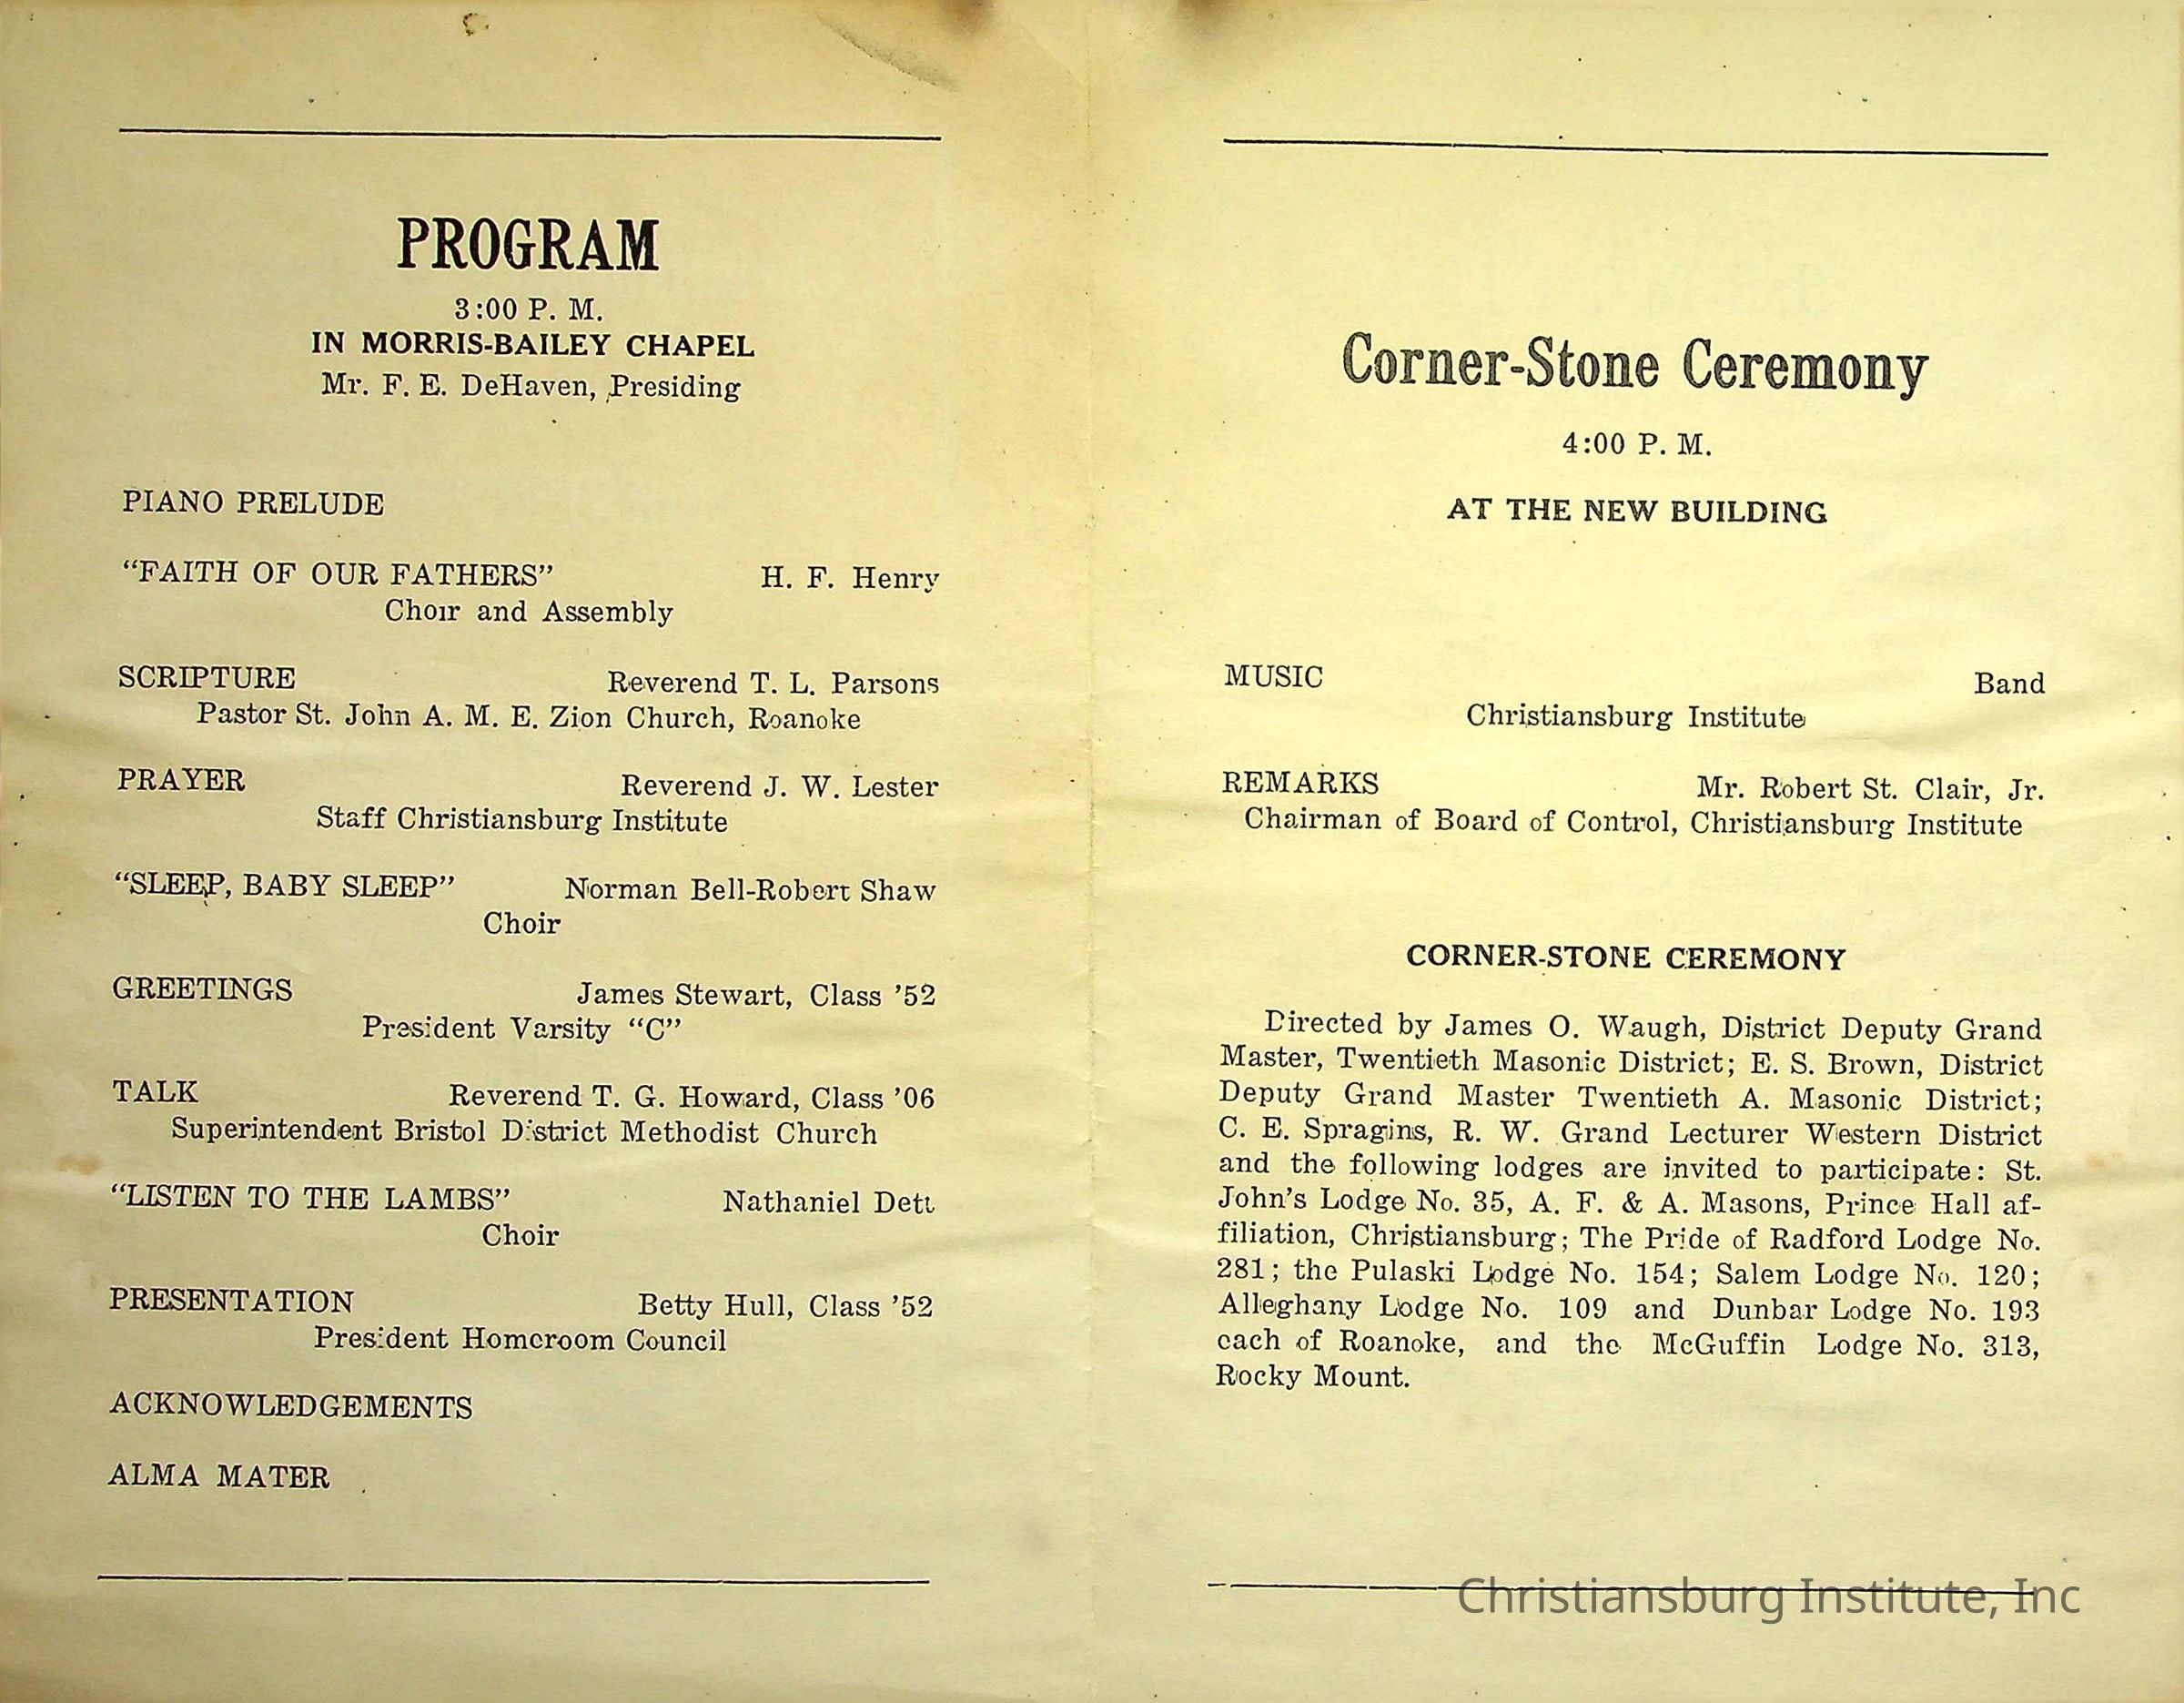 PROGRAM
3:00 P. M.
IN MORRIS-BAILEY CHAPEL
Mr. F. E. DeHaven, Presiding
PIANO PRELUDE
"FAITH OF OUR FATHERS" H. F. Henry
Choir and Assembly
SCRIPTURE Reverend T. L. Parsons
Pastor St. John A. M. E. Zion Church, Roanoke
PRAYER Reverend J. W. Lester
Staff Christiansburg Institute
"SLEEP, BABY SLEEP" Norman Bell-Robert Shaw
Choir
GREETINGS James Stewart, Class '52
President Varsity "C"
TALK Reverend T. G. Howard, Class '06
Superintendent Bristol District Methodist Church
"LISTEN TO THE LAMBS" Nathaniel Dett
Choir
PRESENTATION Betty Hull, Class '52
President Homeroom Council
ACKNOWLEDGEMENTS
ALMA MATER
Corner-Stone Ceremony
4:00 P. M.
AT THE NEW BUILDING
MUSIC Band
Christiansburg Institute
REMARKS Mr. Robert St. Clair, Jr.
Chairman of Board of Control, Christiansburg Institute
CORNER-STONE CEREMONY
Directed by James O. Waugh, District Deputy Grand
Master, Twentieth Masonic District; E. S. Brown, District
Deputy Grand Master Twentieth A. Masonic District;
C. E. Spragins, R. W. Grand Lecturer Western District
and the following lodges are invited to participate: St.
John's Lodge No. 35, A. F. & A. Masons, Prince Hall af-
filiation, Christiansburg; The Pride of Radford Lodge No.
281; the Pulaski Lodge No. 154; Salem Lodge No. 120;
Alleghany Lodge No. 109 and Dunbar Lodge No. 193
each of Roanoke, and the McGuffin Lodge No. 313,
Rocky Mount.
Christiansburg Institute, Inc